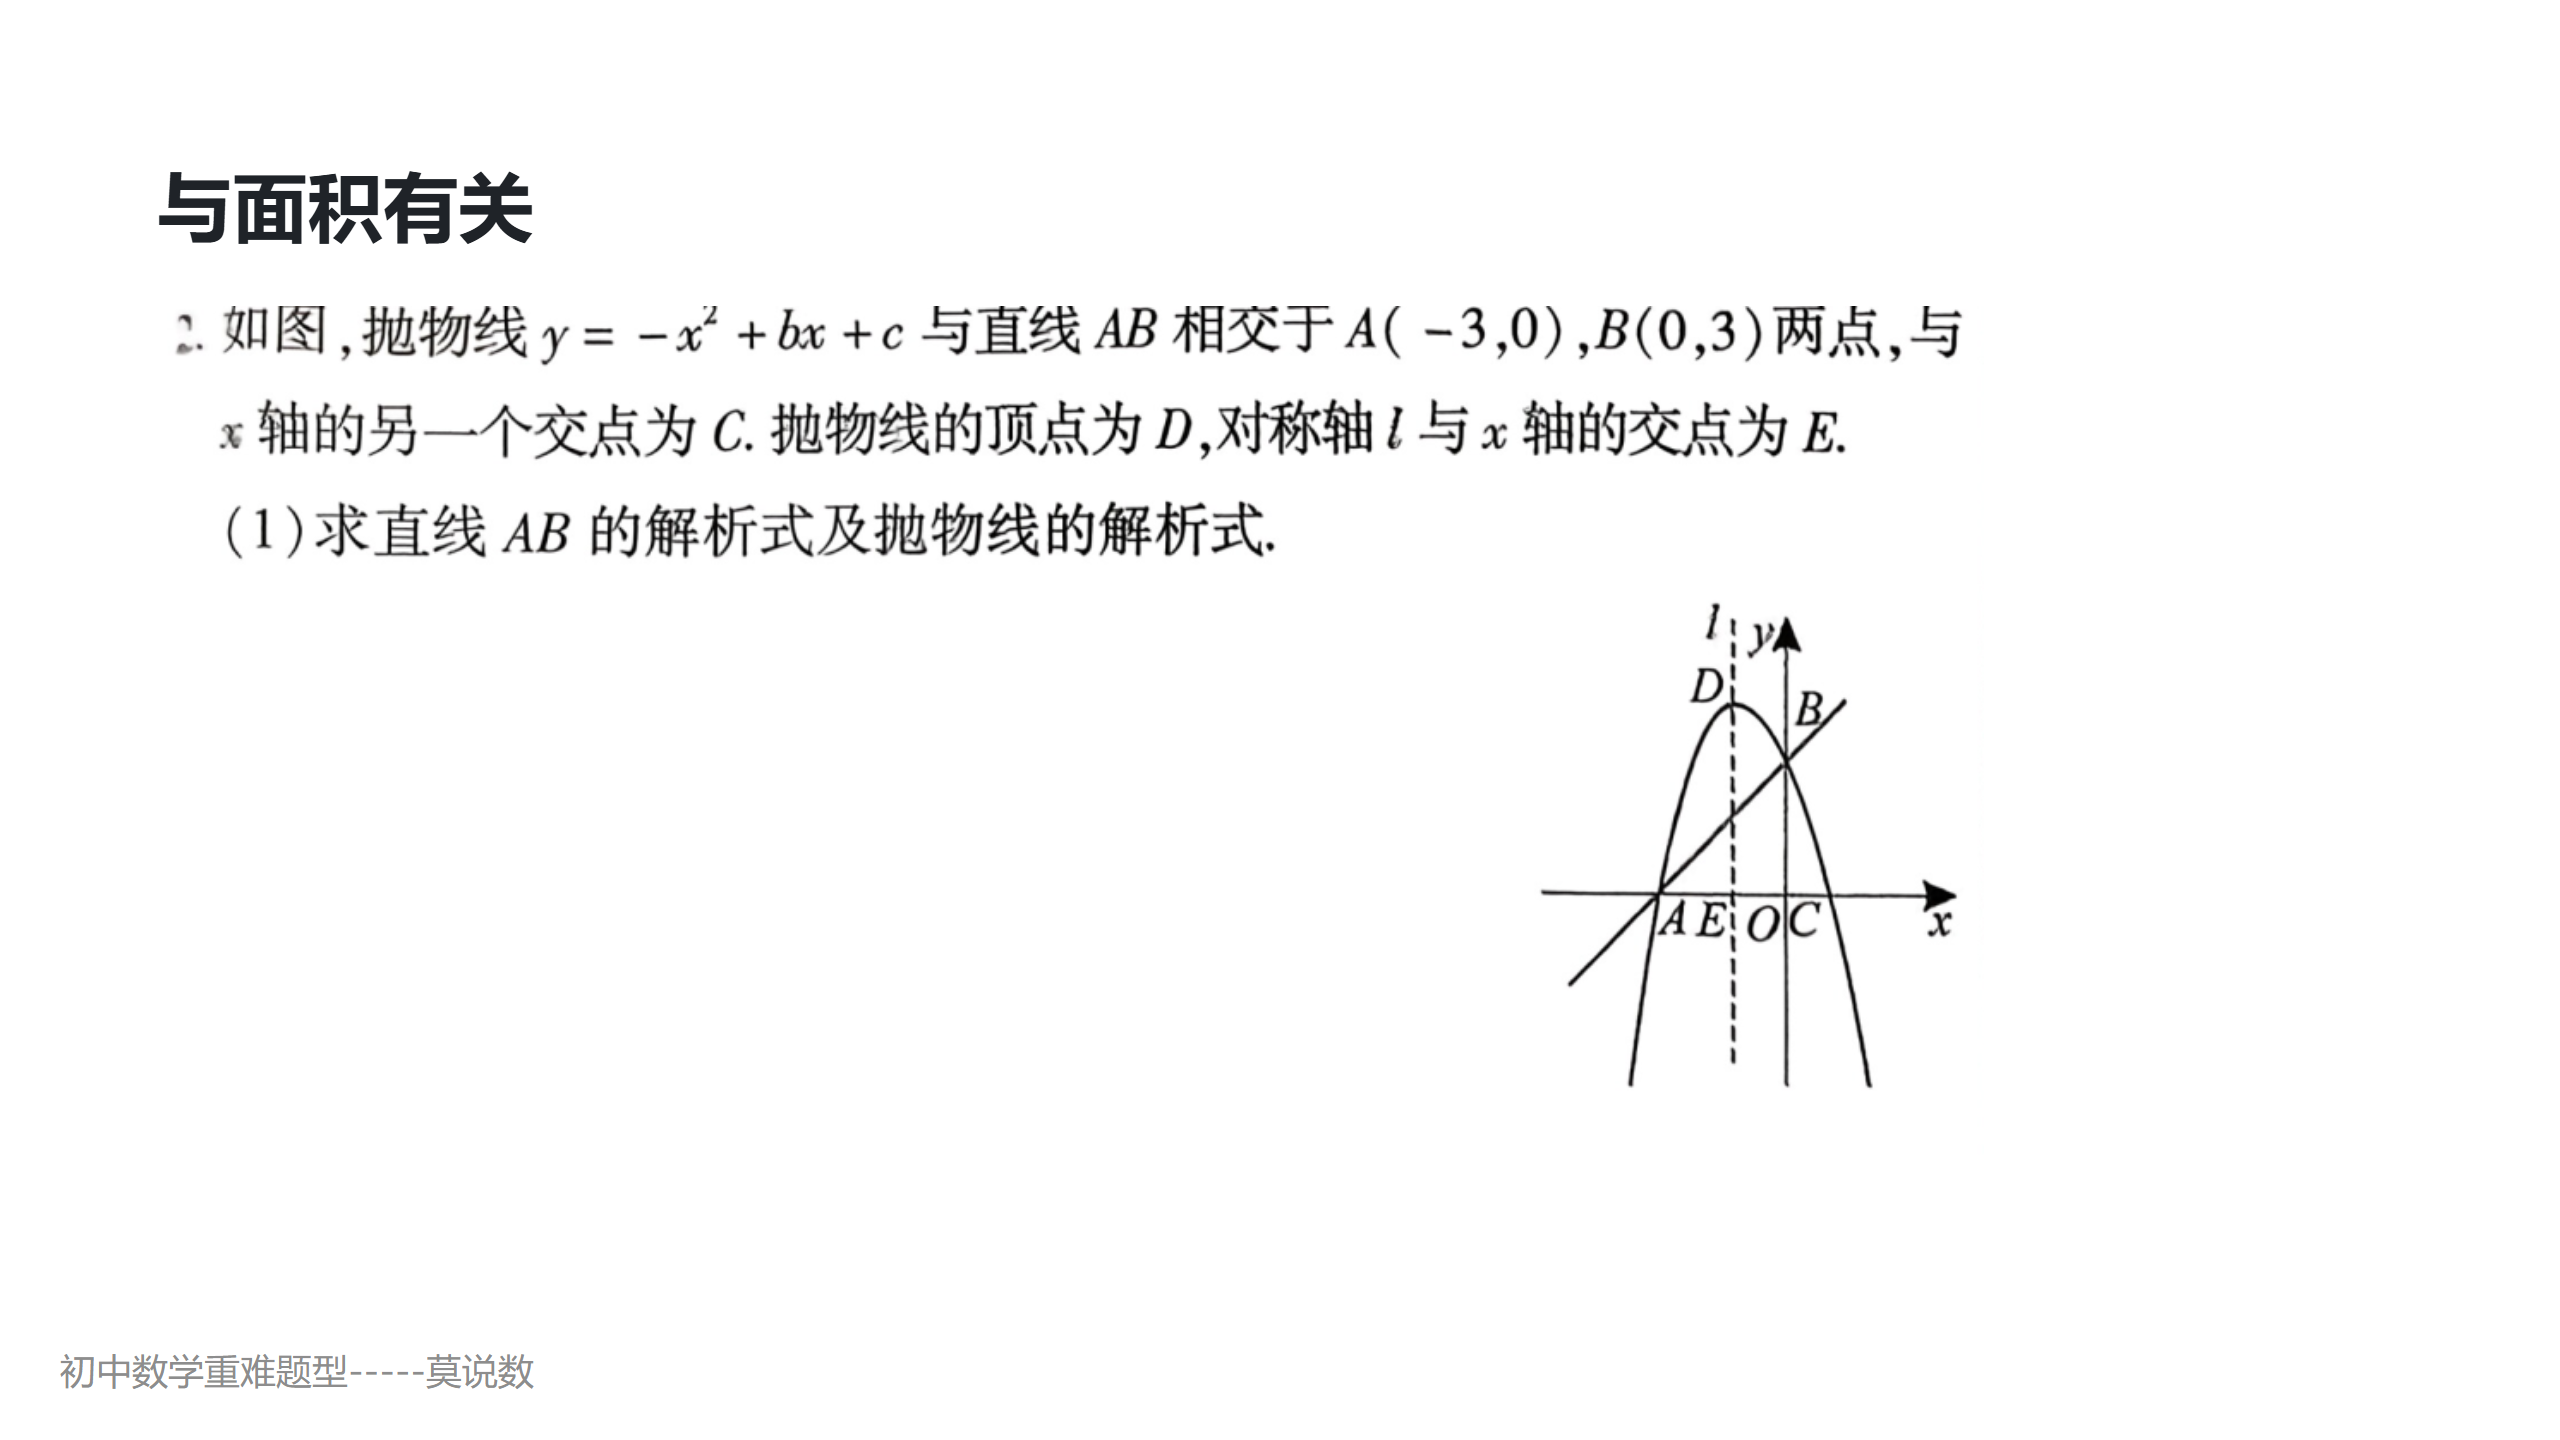 与面积有关
2. 如图,抛物线 y = -x² + bx + c 与直线 AB 相交于 A( -3,0),B(0,3)两点,与
x 轴的另一个交点为 C. 抛物线的顶点为 D,对称轴 l 与 x 轴的交点为 E.
(1)求直线 AB 的解析式及抛物线的解析式.
l y
D
B
A E O C
x
初中数学重难题型-----莫说数